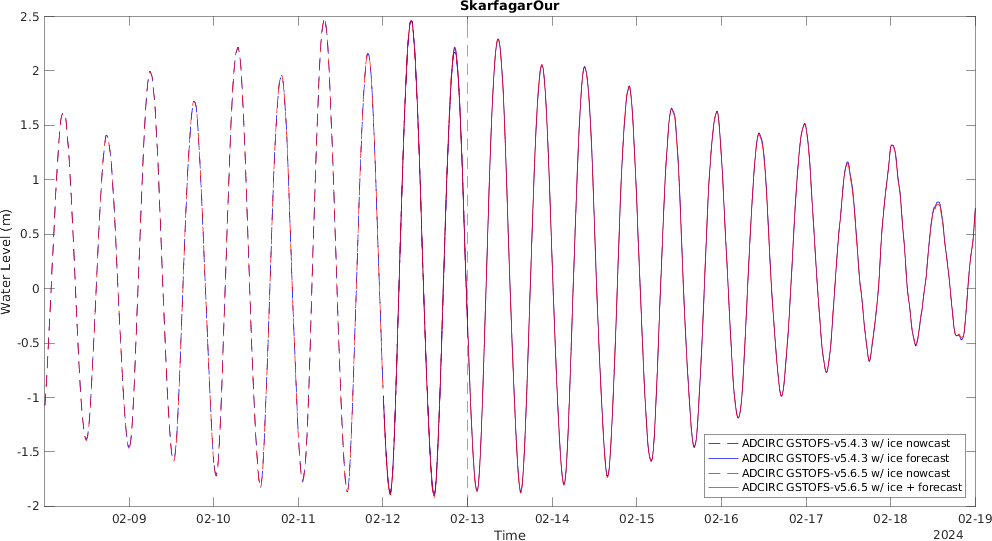 SkarfagarOur
2.5
2
1.5
1
0.5
0
-0.5
-1
-1.5
-2
Water Level (m)
ADCIRC GSTOFS-v5.4.3 w/ ice nowcast
ADCIRC GSTOFS-v5.4.3 w/ ice forecast
ADCIRC GSTOFS-v5.6.5 w/ ice nowcast
ADCIRC GSTOFS-v5.6.5 w/ ice + forecast
02-09 02-10 02-11 02-12 02-13 02-14 02-15 02-16 02-17 02-18 02-19
Time
2024